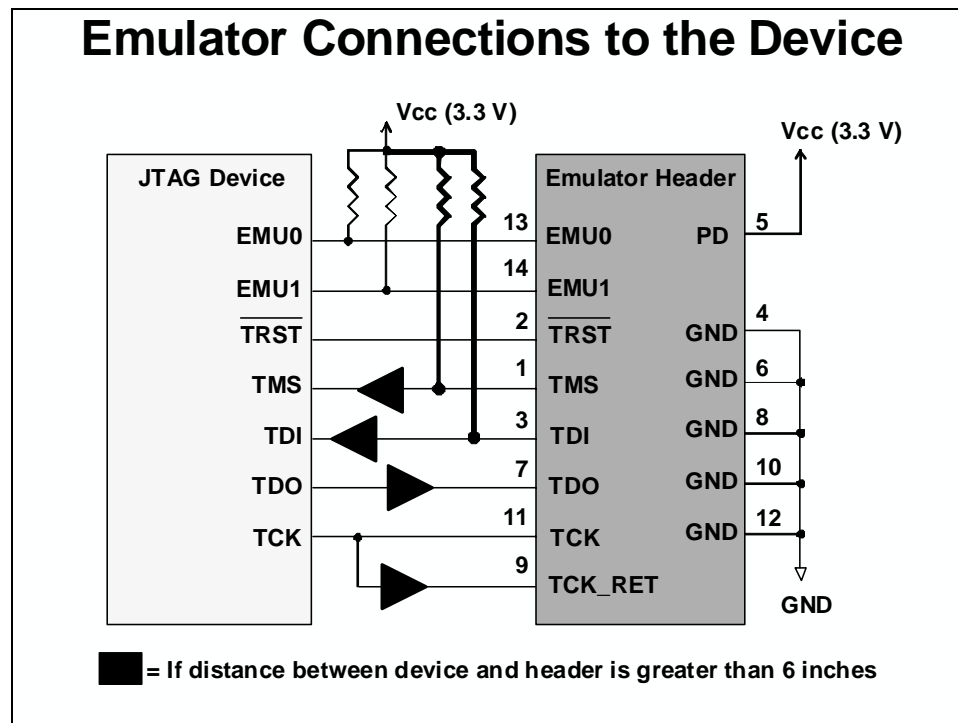 Emulator Connections to the Device
Vcc (3.3 V)
Vcc (3.3 V)
JTAG Device
Emulator Header
EMU0
13
EMU0
PD
5
EMU1
14
EMU1
TRST
2
TRST
GND
4
TMS
1
TMS
GND
6
TDI
3
TDI
GND
8
TDO
7
TDO
GND
10
TCK
11
TCK
GND
12
9
TCK_RET
GND
= If distance between device and header is greater than 6 inches